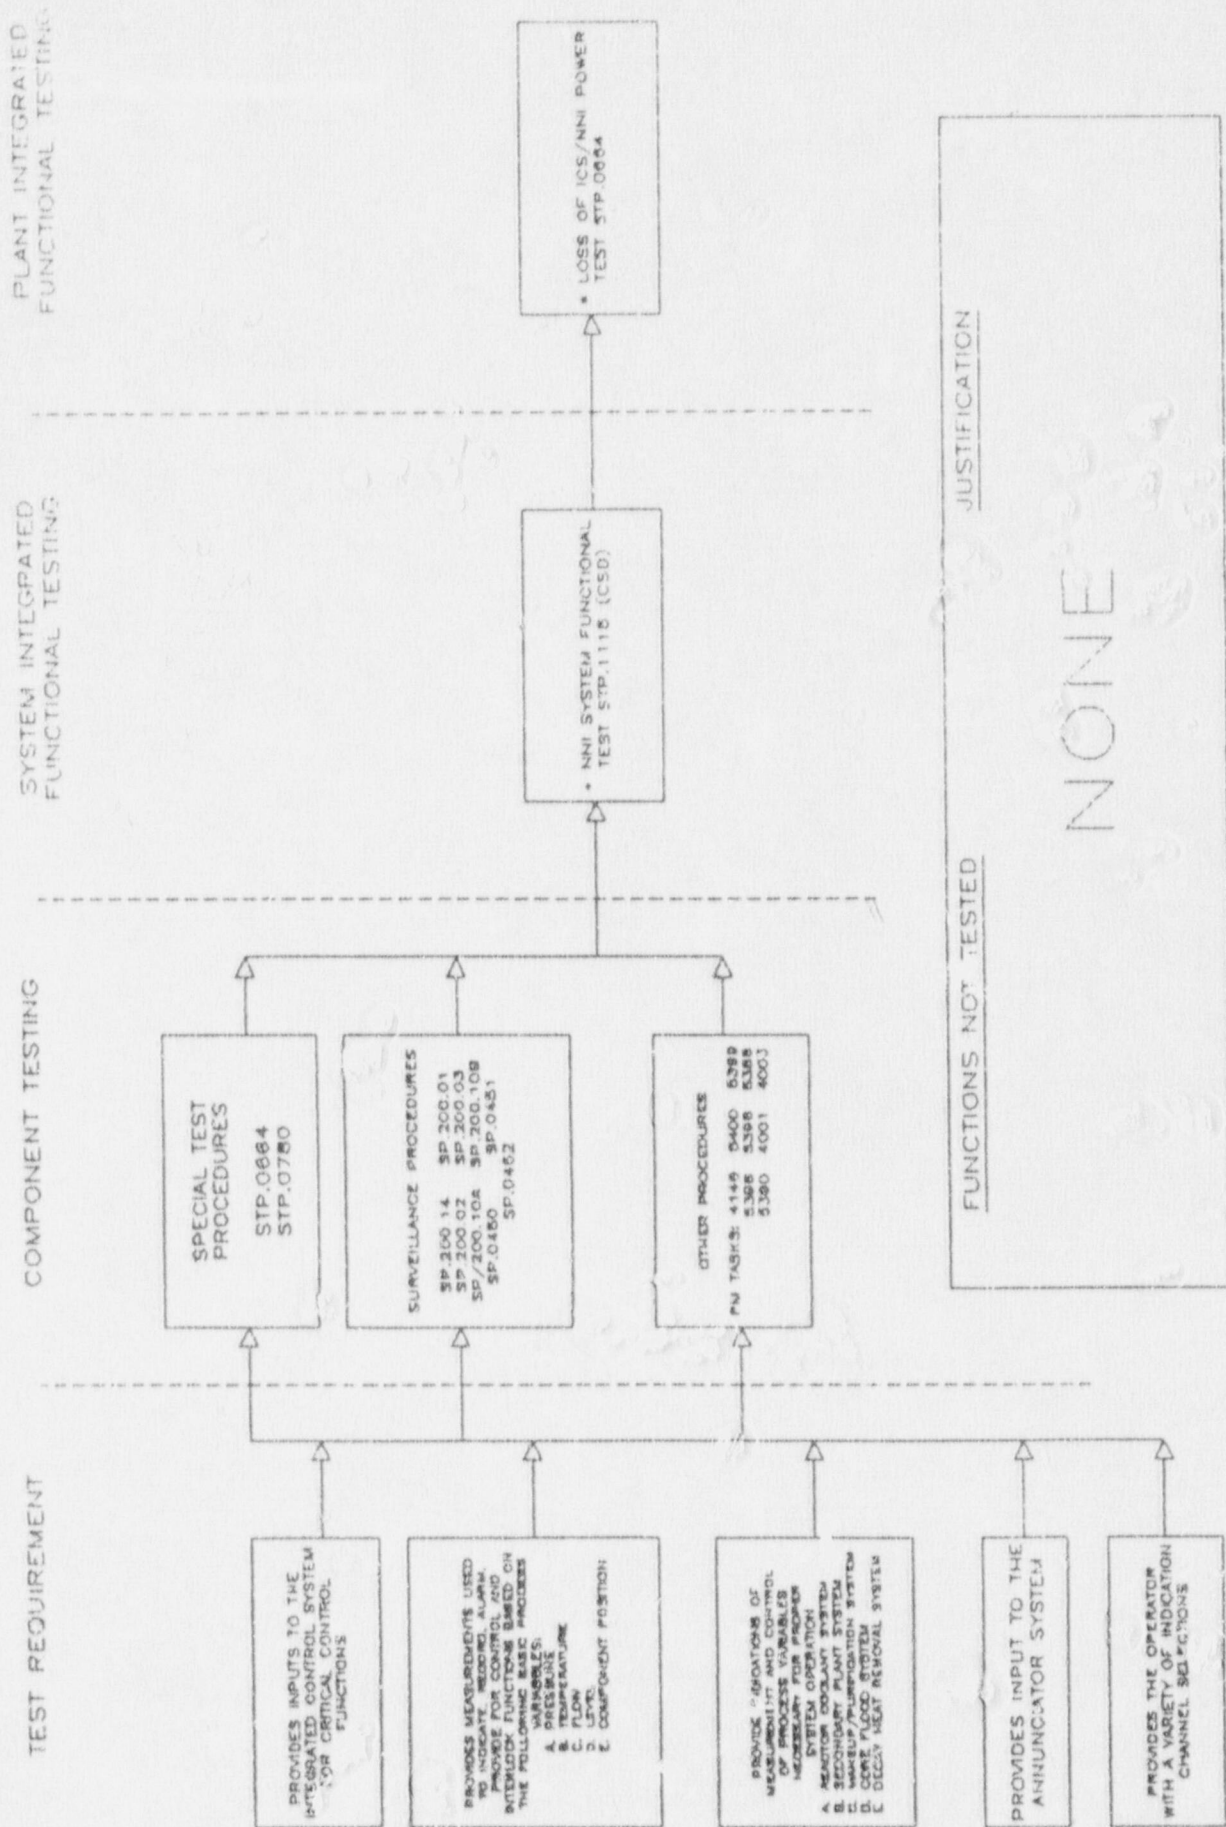 TEST REQUIREMENT
PROVIDES INPUTS TO THE
INTEGRATED CONTROL SYSTEM
FOR CRITICAL CONTROL
FUNCTIONS
PROVIDES MEASUREMENTS USED
TO INDICATE, RECORD, ALARM,
PROVIDE FOR CONTROL AND
INTERLOCK FUNCTIONS BASED ON
THE FOLLOWING BASIC PROCESS
VARIABLES:
A. PRESSURE
B. TEMPERATURE
C. FLOW
D. LEVEL
E. COMPONENT POSITION
PROVIDE INDICATIONS OF
MEASUREMENT AND CONTROL
OF PROCESS VARIABLES
NECESSARY FOR PROPER
SYSTEM OPERATION
A. REACTOR COOLANT SYSTEM
B. SECONDARY PLANT SYSTEM
C. MAKEUP/PURIFICATION SYSTEM
D. CORE FLOOD SYSTEM
E. DECAY HEAT REMOVAL SYSTEM
PROVIDES INPUT TO THE
ANNUNCIATOR SYSTEM
PROVIDES THE OPERATOR
WITH A VARIETY OF INDICATION
CHANNEL SELECTIONS
COMPONENT TESTING
SPECIAL TEST
PROCEDURES
STP.0664
STP.0780
SURVEILLANCE PROCEDURES
SP.200.14 SP.200.01
SP.200.02 SP.200.03
SP/200.10A SP.200.10B
SP.0450 SP.0451
SP.0452
OTHER PROCEDURES
PM TASKS: 4146 5400 5399
5398 5388
5390 4001 4003
SYSTEM INTEGRATED
FUNCTIONAL TESTING
* NNI SYSTEM FUNCTIONAL
TEST STP.1118 (CSD)
PLANT INTEGRATED
FUNCTIONAL TESTING
* LOSS OF ICS/NNI POWER
TEST STP.0664
FUNCTIONS NOT TESTED JUSTIFICATION
NONE